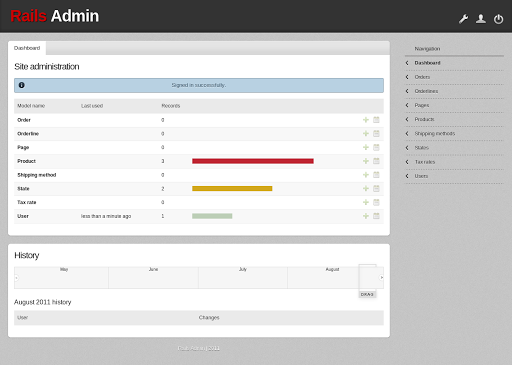 Rails Admin
Dashboard
Site administration
Signed in successfully.
Model name Last used Records
Order 0
Orderline 0
Page 0
Product 3
Shipping method 0
State 2
Tax rate 0
User less than a minute ago 1
History
May June July August
DRAG
August 2011 history
User Changes
Navigation
Dashboard
Orders
Orderlines
Pages
Products
Shipping methods
States
Tax rates
Users